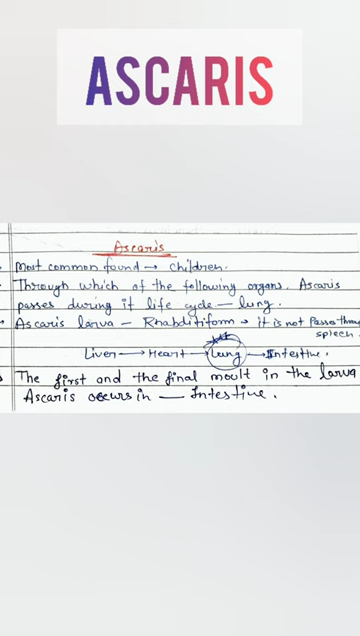 ASCARIS
Ascaris
Most common found → children.
Through which of the following organs. Ascaris
passes during it life cycle — lung.
Ascaris larva — Rhabditiform → it is not Passes throu
spleen.
Liver → Heart → Lung → Intestine.
The first and the final moult in the larva
Ascaris occurs in — Intestine.